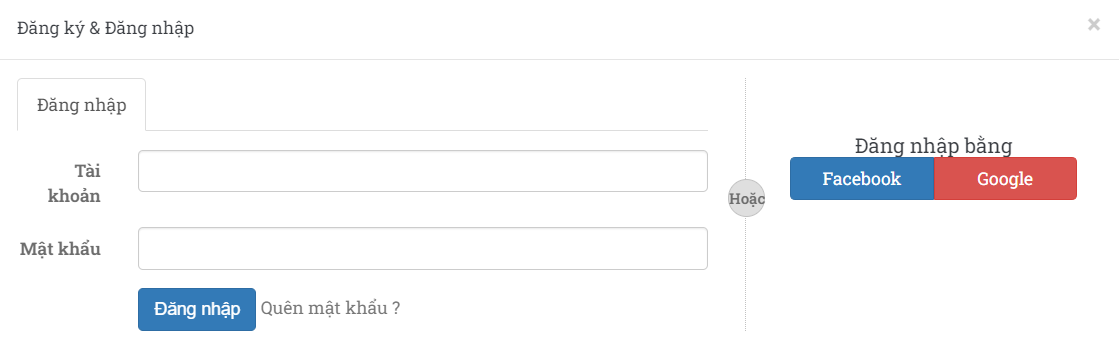 Đăng ký & Đăng nhập
×
Đăng nhập
Tài
khoản
Mật khẩu
Đăng nhập Quên mật khẩu ?
Hoặc
Đăng nhập bằng
Facebook Google